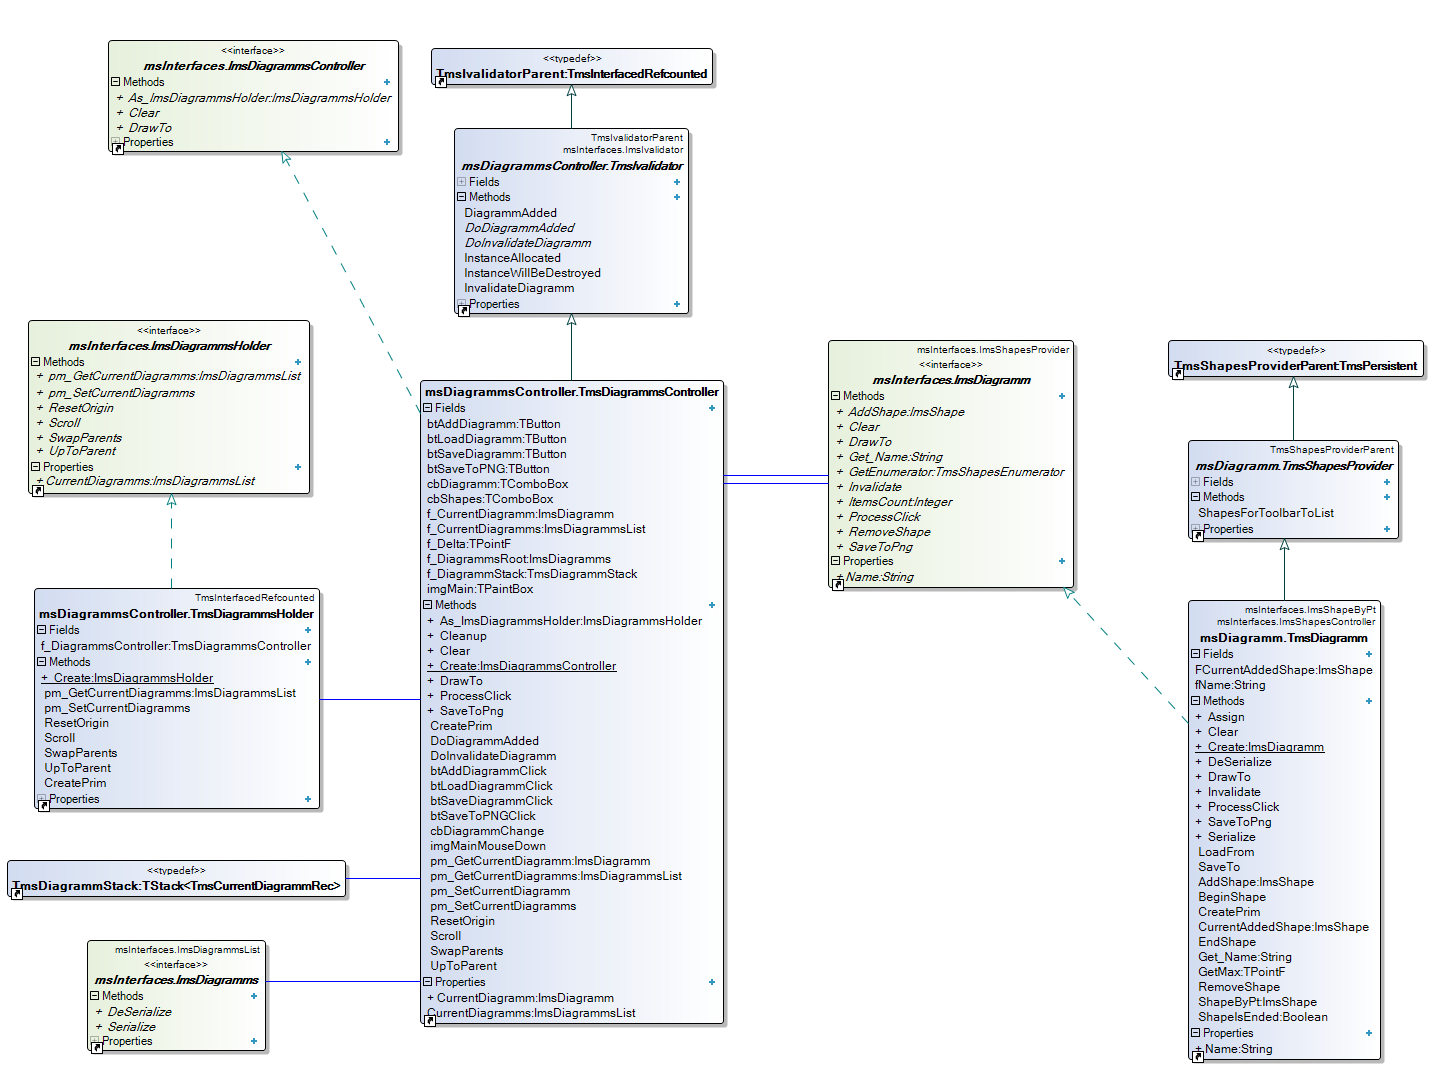 <<interface>>
msInterfaces.ImsDiagrammsController
Methods
+ As_ImsDiagrammsHolder:ImsDiagrammsHolder
+ Clear
+ DrawTo
Properties
<<typedef>>
TmsIvalidatorParent:TmsInterfacedRefcounted
TmsIvalidatorParent
msInterfaces.ImsIvalidator
msDiagrammsController.TmsIvalidator
Fields
Methods
DiagrammAdded
DoDiagrammAdded
DoInvalidateDiagramm
InstanceAllocated
InstanceWillBeDestroyed
InvalidateDiagramm
Properties
<<interface>>
msInterfaces.ImsDiagrammsHolder
Methods
+ pm_GetCurrentDiagramms:ImsDiagrammsList
+ pm_SetCurrentDiagramms
+ ResetOrigin
+ Scroll
+ SwapParents
+ UpToParent
Properties
+ CurrentDiagramms:ImsDiagrammsList
TmsInterfacedRefcounted
msDiagrammsController.TmsDiagrammsHolder
Fields
f_DiagrammsController:TmsDiagrammsController
Methods
+ Create:ImsDiagrammsHolder
pm_GetCurrentDiagramms:ImsDiagrammsList
pm_SetCurrentDiagramms
ResetOrigin
Scroll
SwapParents
UpToParent
CreatePrim
Properties
<<typedef>>
TmsDiagrammStack:TStack<TmsCurrentDiagrammRec>
msInterfaces.ImsDiagrammsList
<<interface>>
msInterfaces.ImsDiagramms
Methods
+ DeSerialize
+ Serialize
Properties
msDiagrammsController.TmsDiagrammsController
Fields
btAddDiagramm:TButton
btLoadDiagramm:TButton
btSaveDiagramm:TButton
btSaveToPNG:TButton
cbDiagramm:TComboBox
cbShapes:TComboBox
f_CurrentDiagramm:ImsDiagramm
f_CurrentDiagramms:ImsDiagrammsList
f_Delta:TPointF
f_DiagrammsRoot:ImsDiagramms
f_DiagrammStack:TmsDiagrammStack
imgMain:TPaintBox
Methods
+ As_ImsDiagrammsHolder:ImsDiagrammsHolder
+ Cleanup
+ Clear
+ Create:ImsDiagrammsController
+ DrawTo
+ ProcessClick
+ SaveToPng
CreatePrim
DoDiagrammAdded
DoInvalidateDiagramm
btAddDiagrammClick
btLoadDiagrammClick
btSaveDiagrammClick
btSaveToPNGClick
cbDiagrammChange
imgMainMouseDown
pm_GetCurrentDiagramm:ImsDiagramm
pm_GetCurrentDiagramms:ImsDiagrammsList
pm_SetCurrentDiagramm
pm_SetCurrentDiagramms
ResetOrigin
Scroll
SwapParents
UpToParent
Properties
+ CurrentDiagramm:ImsDiagramm
CurrentDiagramms:ImsDiagrammsList
msInterfaces.ImsShapesProvider
<<interface>>
msInterfaces.ImsDiagramm
Methods
+ AddShape:ImsShape
+ Clear
+ DrawTo
+ Get_Name:String
+ GetEnumerator:TmsShapesEnumerator
+ Invalidate
+ ItemsCount:Integer
+ ProcessClick
+ RemoveShape
+ SaveToPng
Properties
+ Name:String
<<typedef>>
TmsShapesProviderParent:TmsPersistent
TmsShapesProviderParent
msDiagramm.TmsShapesProvider
Fields
Methods
ShapesForToolbarToList
Properties
msInterfaces.ImsShapeByPt
msInterfaces.ImsShapesController
msDiagramm.TmsDiagramm
Fields
FCurrentAddedShape:ImsShape
fName:String
Methods
+ Assign
+ Clear
+ Create:ImsDiagramm
+ DeSerialize
+ DrawTo
+ Invalidate
+ ProcessClick
+ SaveToPng
+ Serialize
LoadFrom
SaveTo
AddShape:ImsShape
BeginShape
CreatePrim
CurrentAddedShape:ImsShape
EndShape
Get_Name:String
GetMax:TPointF
RemoveShape
ShapeByPt:ImsShape
ShapeIsEnded:Boolean
Properties
+ Name:String